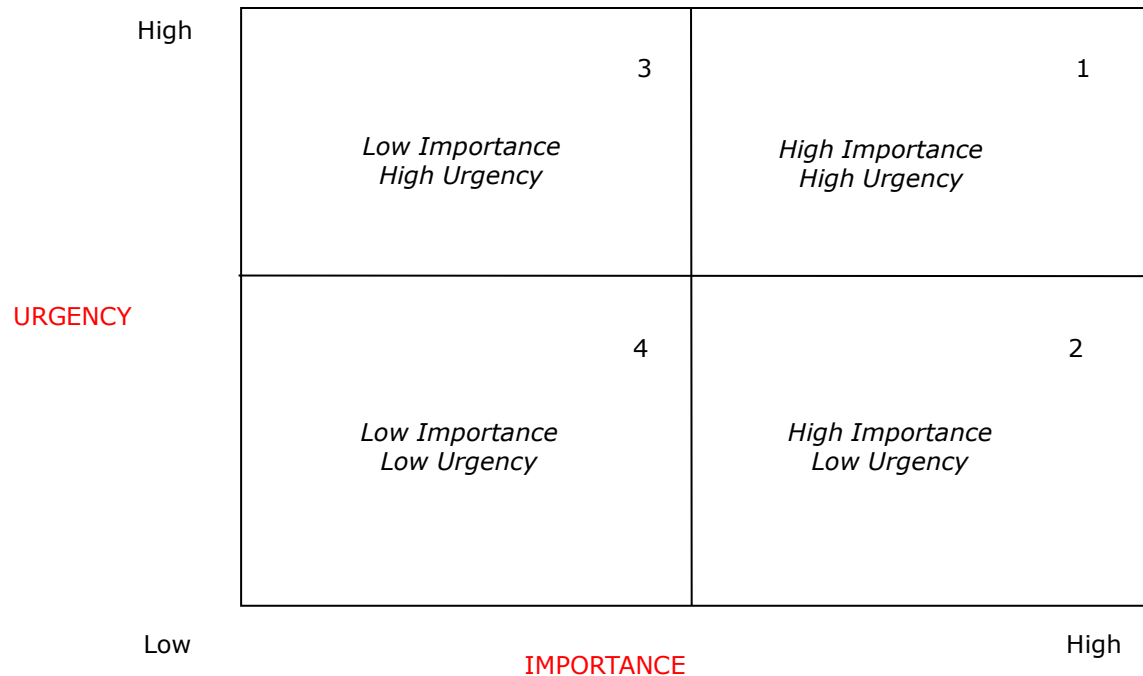 High
3
1
Low Importance
High Urgency
High Importance
High Urgency
URGENCY
4
2
Low Importance
Low Urgency
High Importance
Low Urgency
Low
High
IMPORTANCE